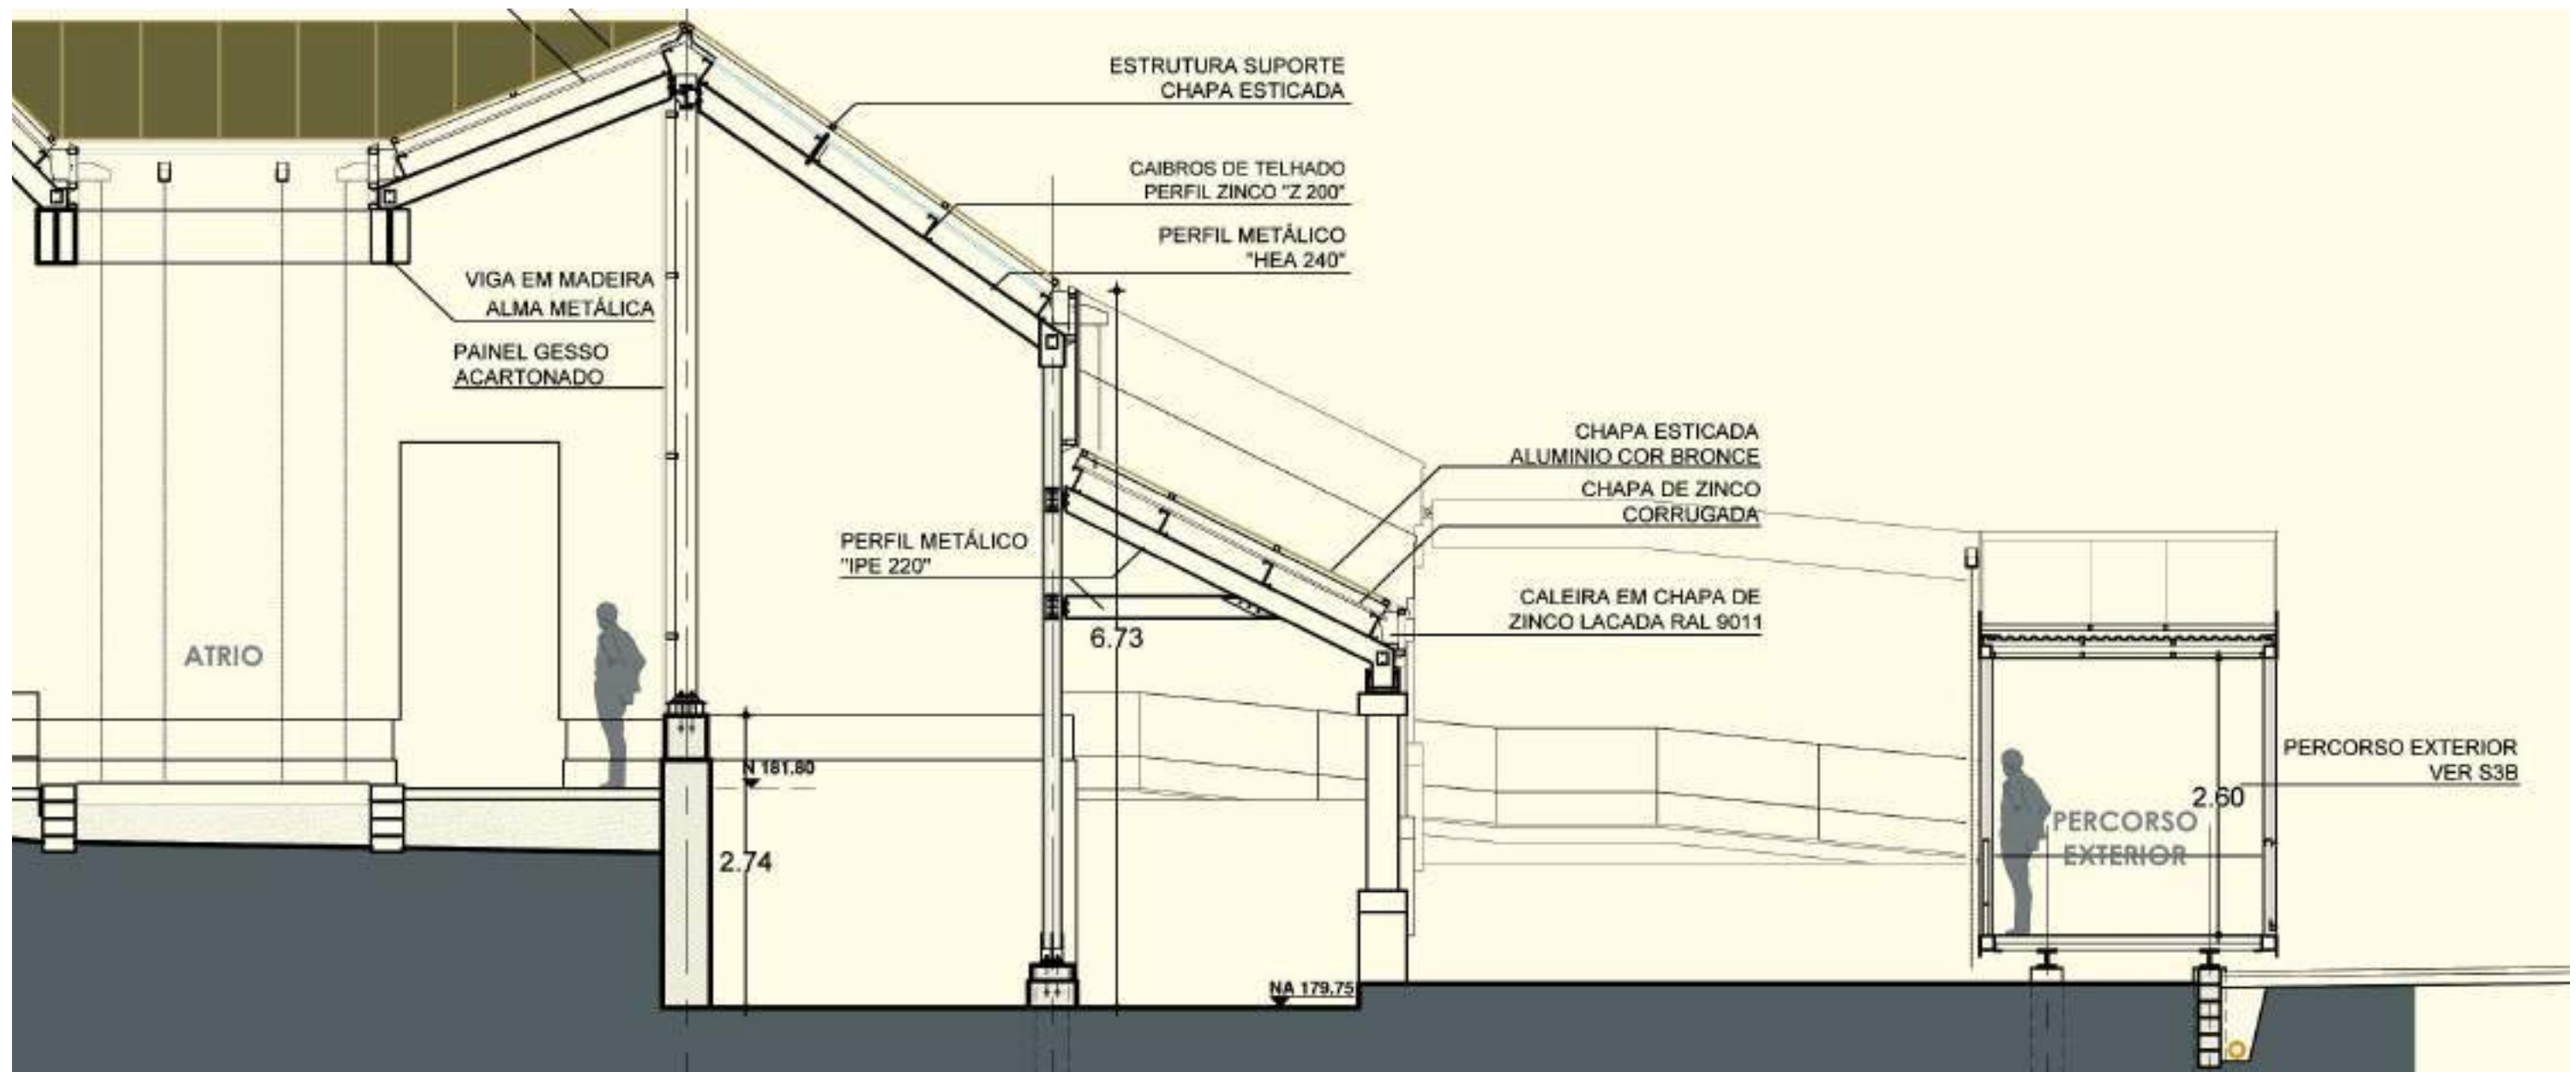 ESTRUTURA SUPORTE
CHAPA ESTICADA
CAIBROS DE TELHADO
PERFIL ZINCO "Z 200"
PERFIL METÁLICO
"HEA 240"
VIGA EM MADEIRA
ALMA METÁLICA
PAINEL GESSO
ACARTONADO
CHAPA ESTICADA
ALUMINIO COR BRONCE
CHAPA DE ZINCO
CORRUGADA
PERFIL METÁLICO
"IPE 220"
CALEIRA EM CHAPA DE
ZINCO LACADA RAL 9011
6.73
ATRIO
N 181.80
2.74
NA 179.75
PERCORSO EXTERIOR
VER S3B
2.60
PERCORSO
EXTERIOR